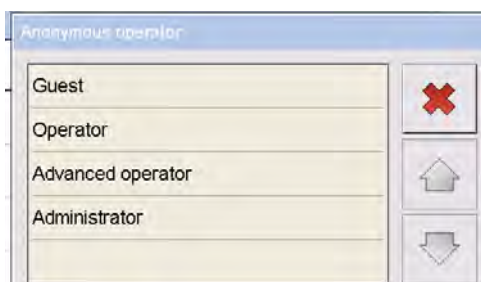 Anonymous operator
Guest
Operator
Advanced operator
Administrator